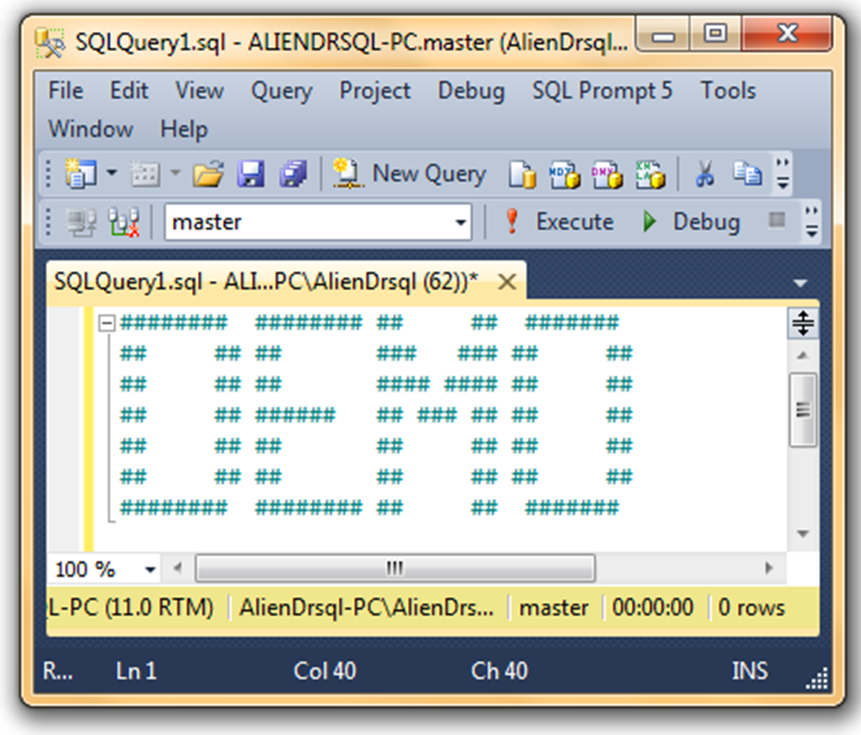 SQLQuery1.sql - ALIENDRSQL-PC.master (AlienDrsql...
File Edit View Query Project Debug SQL Prompt 5 Tools
Window Help
New Query MDX DMX
master Execute Debug
SQLQuery1.sql - ALI...PC\AlienDrsql (62))*
########  ######## ##     ##  #######
##     ## ##       ###   ### ##     ##
##     ## ##       #### #### ##     ##
##     ## ######   ## ### ## ##     ##
##     ## ##       ##     ## ##     ##
##     ## ##       ##     ## ##     ##
########  ######## ##     ##  #######
100 %
L-PC (11.0 RTM) AlienDrsql-PC\AlienDrs... master 00:00:00 0 rows
R... Ln 1 Col 40 Ch 40 INS